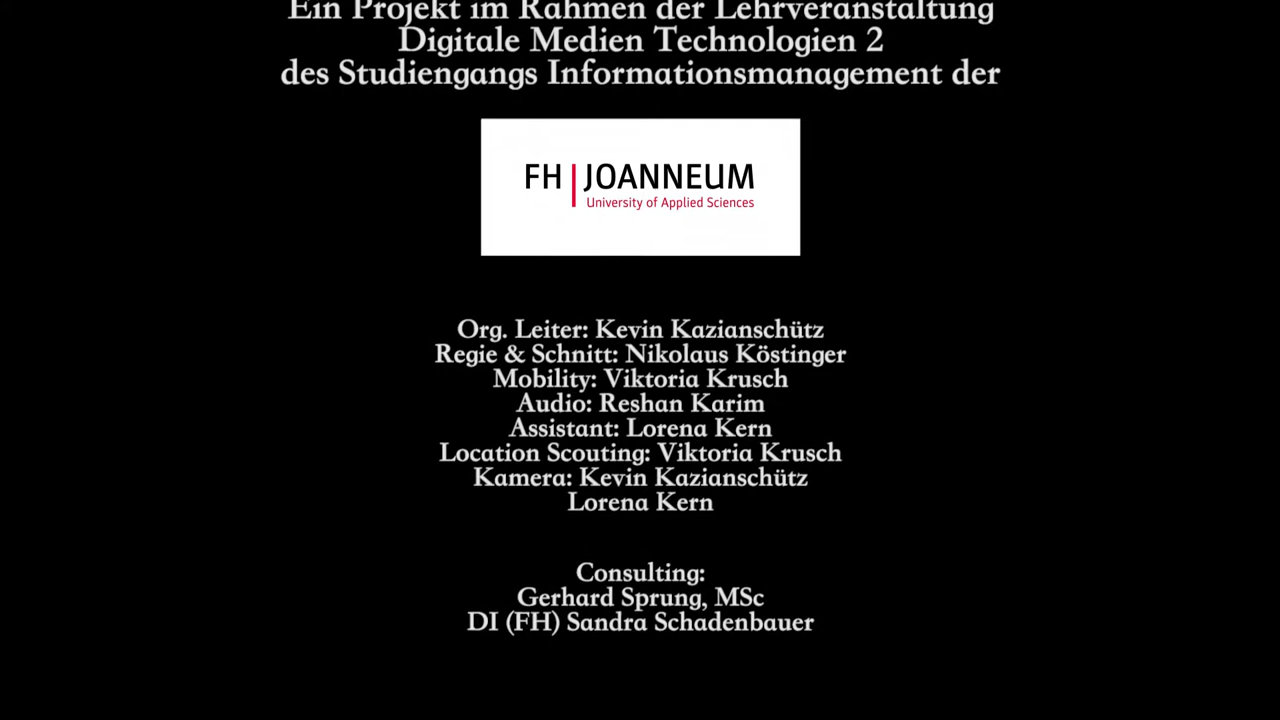 Ein Projekt im Rahmen der Lehrveranstaltung
Digitale Medien Technologien 2
des Studiengangs Informationsmanagement der
FH JOANNEUM
University of Applied Sciences
Org. Leiter: Kevin Kazianschütz
Regie & Schnitt: Nikolaus Köstinger
Mobility: Viktoria Krusch
Audio: Reshan Karim
Assistant: Lorena Kern
Location Scouting: Viktoria Krusch
Kamera: Kevin Kazianschütz
Lorena Kern
Consulting:
Gerhard Sprung, MSc
DI (FH) Sandra Schadenbauer